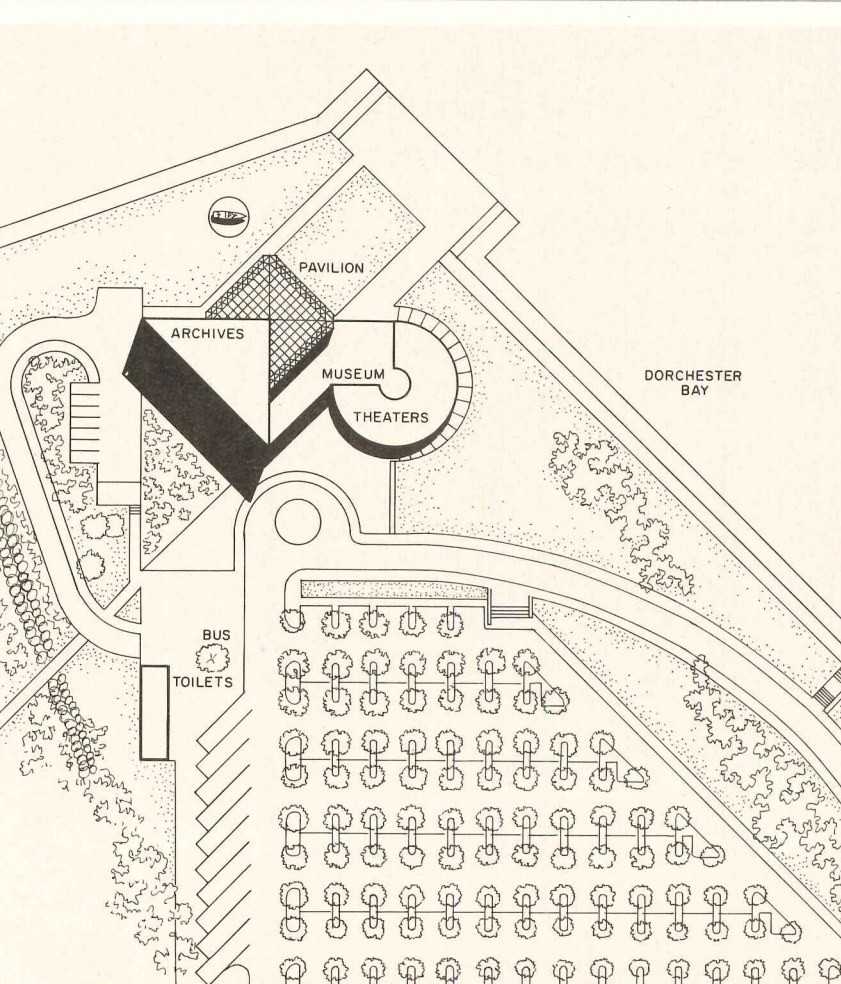 PAVILION
ARCHIVES
MUSEUM
THEATERS
DORCHESTER
BAY
BUS
TOILETS